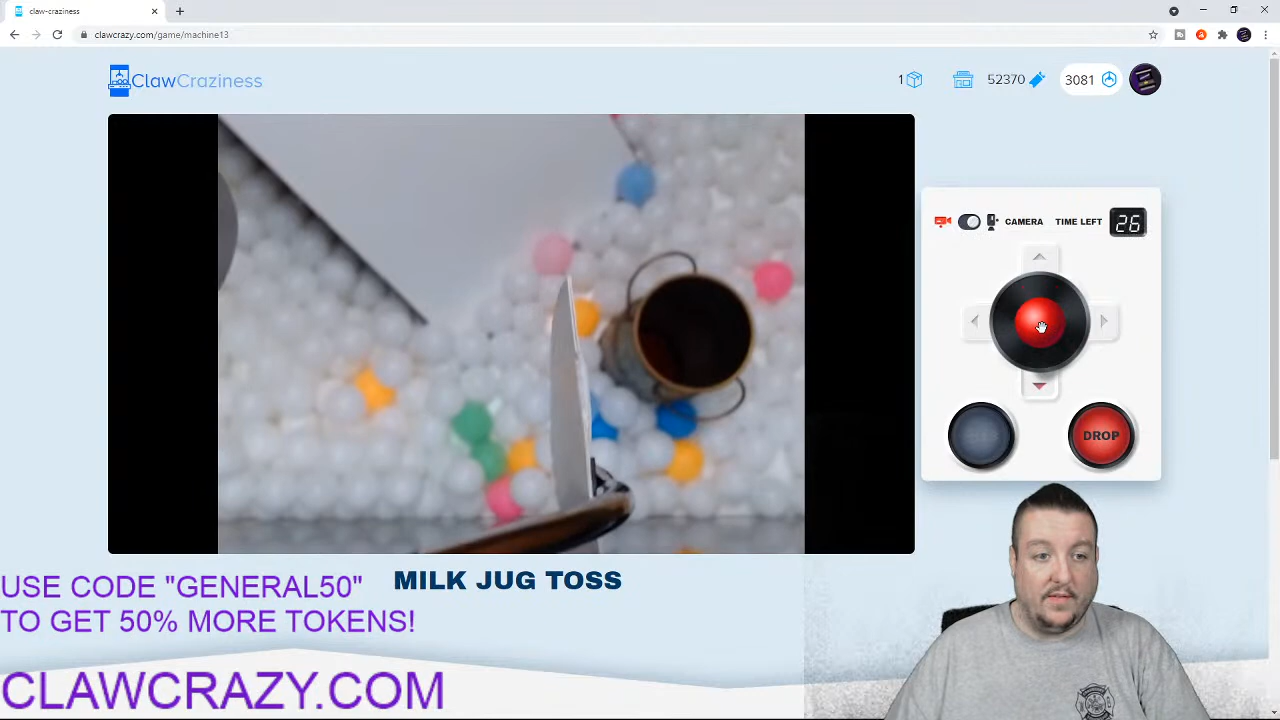 claw-craziness
clawcrazy.com/game/machine13
ClawCraziness
1
52370
3081
CAMERA
TIME LEFT
26
DROP
MILK JUG TOSS
USE CODE "GENERAL50"
TO GET 50% MORE TOKENS!
CLAWCRAZY.COM